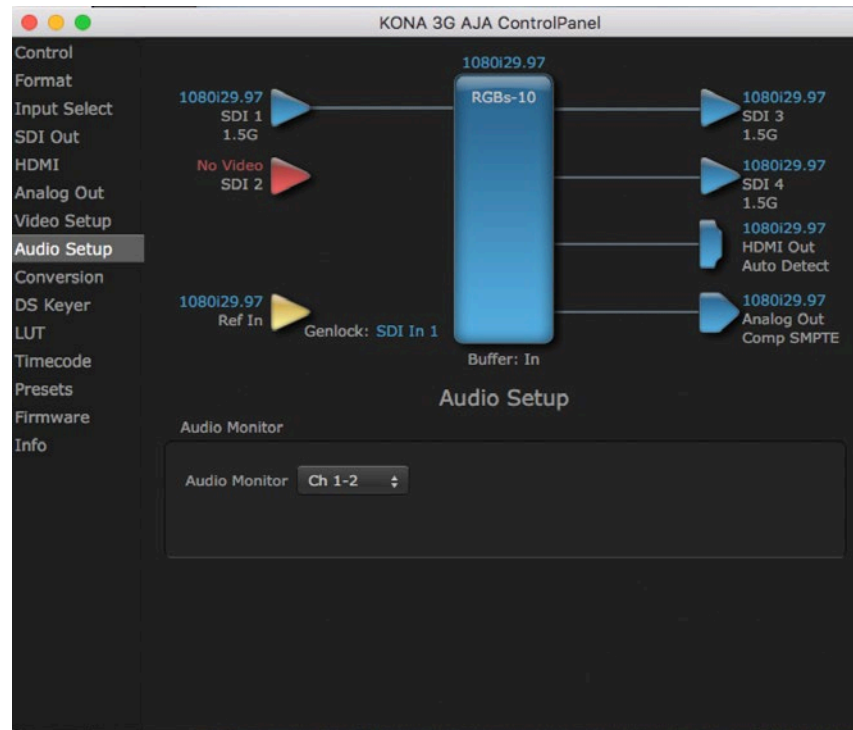 KONA 3G AJA ControlPanel
Control
Format
Input Select
SDI Out
HDMI
Analog Out
Video Setup
Audio Setup
Conversion
DS Keyer
LUT
Timecode
Presets
Firmware
Info
1080i29.97
RGBs-10
1080i29.97
SDI 1
1.5G
No Video
SDI 2
1080i29.97
Ref In
Genlock: SDI In 1
Buffer: In
1080i29.97
SDI 3
1.5G
1080i29.97
SDI 4
1.5G
1080i29.97
HDMI Out
Auto Detect
1080i29.97
Analog Out
Comp SMPTE
Audio Setup
Audio Monitor
Audio Monitor Ch 1-2